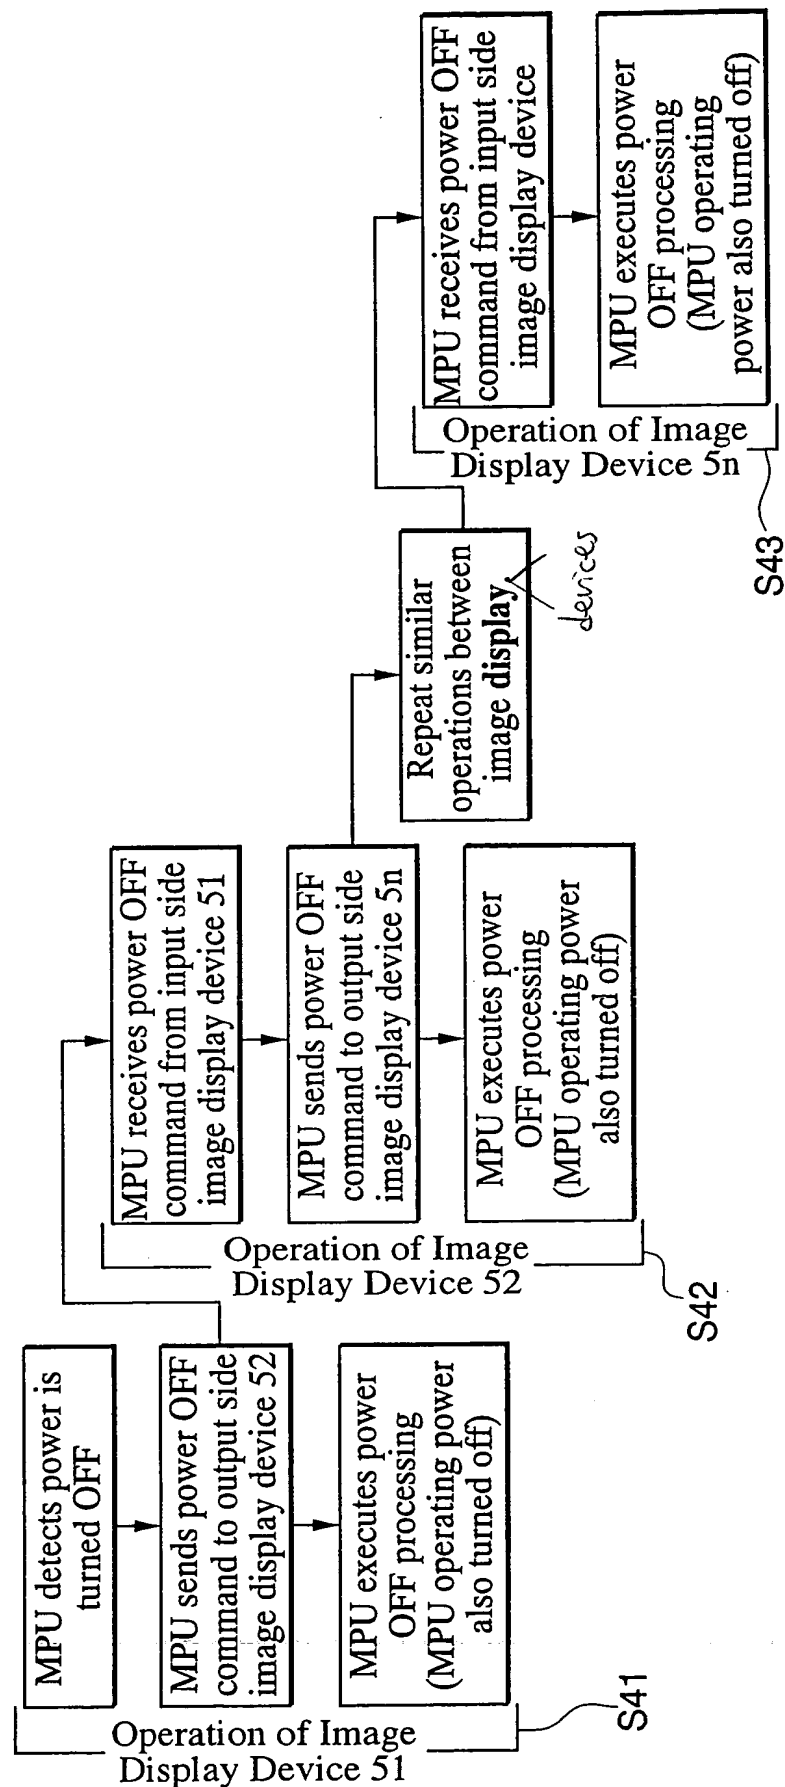 MPU detects power is
turned OFF
MPU sends power OFF
command to output side
image display device 52
MPU executes power
OFF processing
(MPU operating power
also turned off)
Operation of Image
Display Device 51
S41
MPU receives power OFF
command from input side
image display device 51
MPU sends power OFF
command to output side
image display device 5n
MPU executes power
OFF processing
(MPU operating power
also turned off)
Operation of Image
Display Device 52
S42
Repeat similar
operations between
image display.
devices
MPU receives power OFF
command from input side
image display device
MPU executes power
OFF processing
(MPU operating
power also turned off)
Operation of Image
Display Device 5n
S43